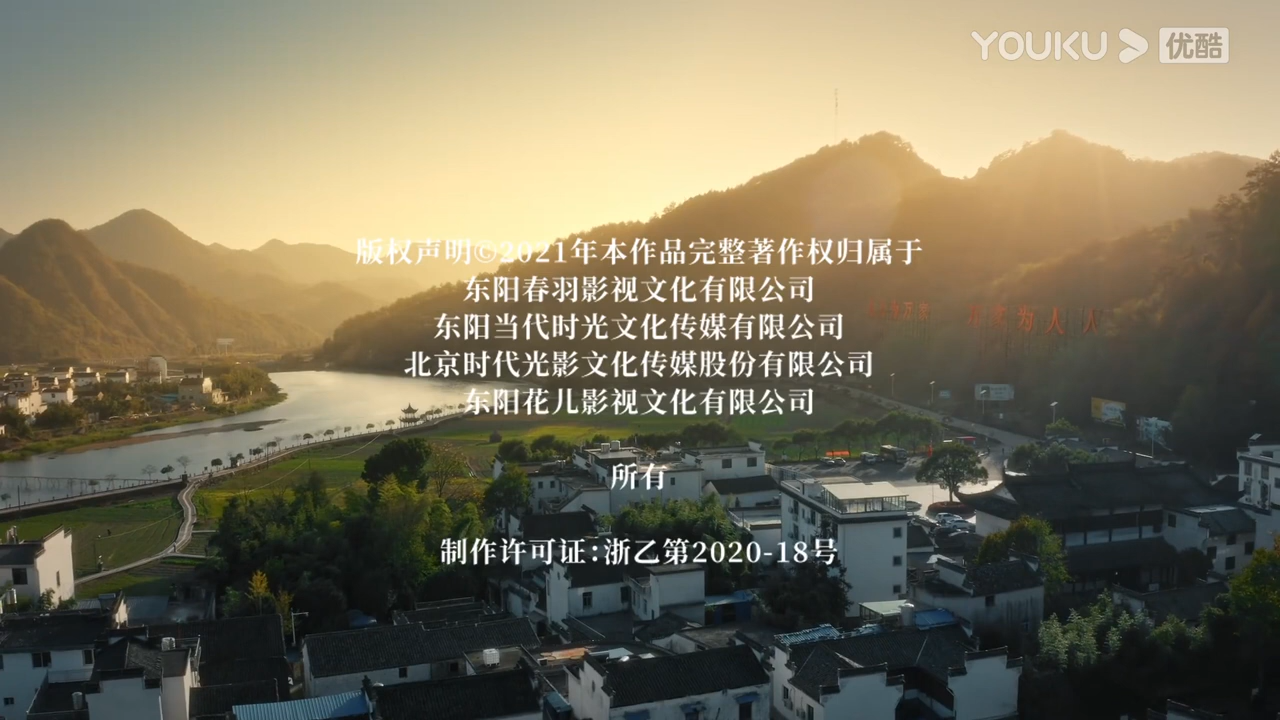 YOUKU 优酷
版权声明©2021年本作品完整著作权归属于
东阳春羽影视文化有限公司
东阳当代时光文化传媒有限公司
北京时代光影文化传媒股份有限公司
东阳花儿影视文化有限公司
所有
制作许可证:浙乙第2020-18号